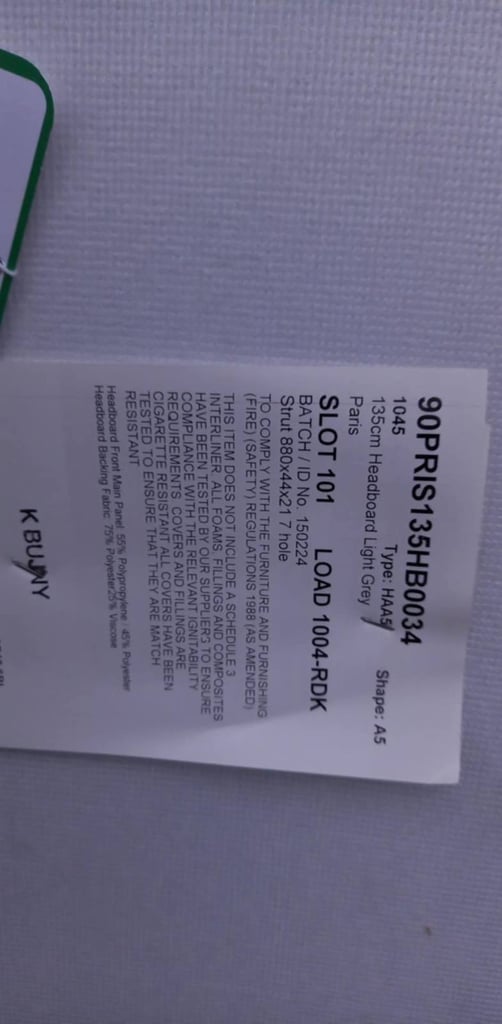 90PRIS135HB0034
1045 Type: HAA5 Shape: A5
135cm Headboard Light Grey
Paris
SLOT 101 LOAD 1004-RDK
BATCH / ID No. 150224
Strut 880x44x21 7 hole
TO COMPLY WITH THE FURNITURE AND FURNISHING
(FIRE) (SAFETY) REGULATIONS 1988 (AS AMENDED)
THIS ITEM DOES NOT INCLUDE A SCHEDULE 3
INTERLINER. ALL FOAMS, FILLINGS AND COMPOSITES
HAVE BEEN TESTED BY OUR SUPPLIERS TO ENSURE
COMPLIANCE WITH THE RELEVANT IGNITABILITY
REQUIREMENTS. COVERS AND FILLINGS ARE
CIGARETTE RESISTANT ALL COVERS HAVE BEEN
TESTED TO ENSURE THAT THEY ARE MATCH
RESISTANT
Headboard Front Main Panel: 55% Polypropylene / 45% Polyester
Headboard Backing Fabric: 75% Polyester25% Viscose